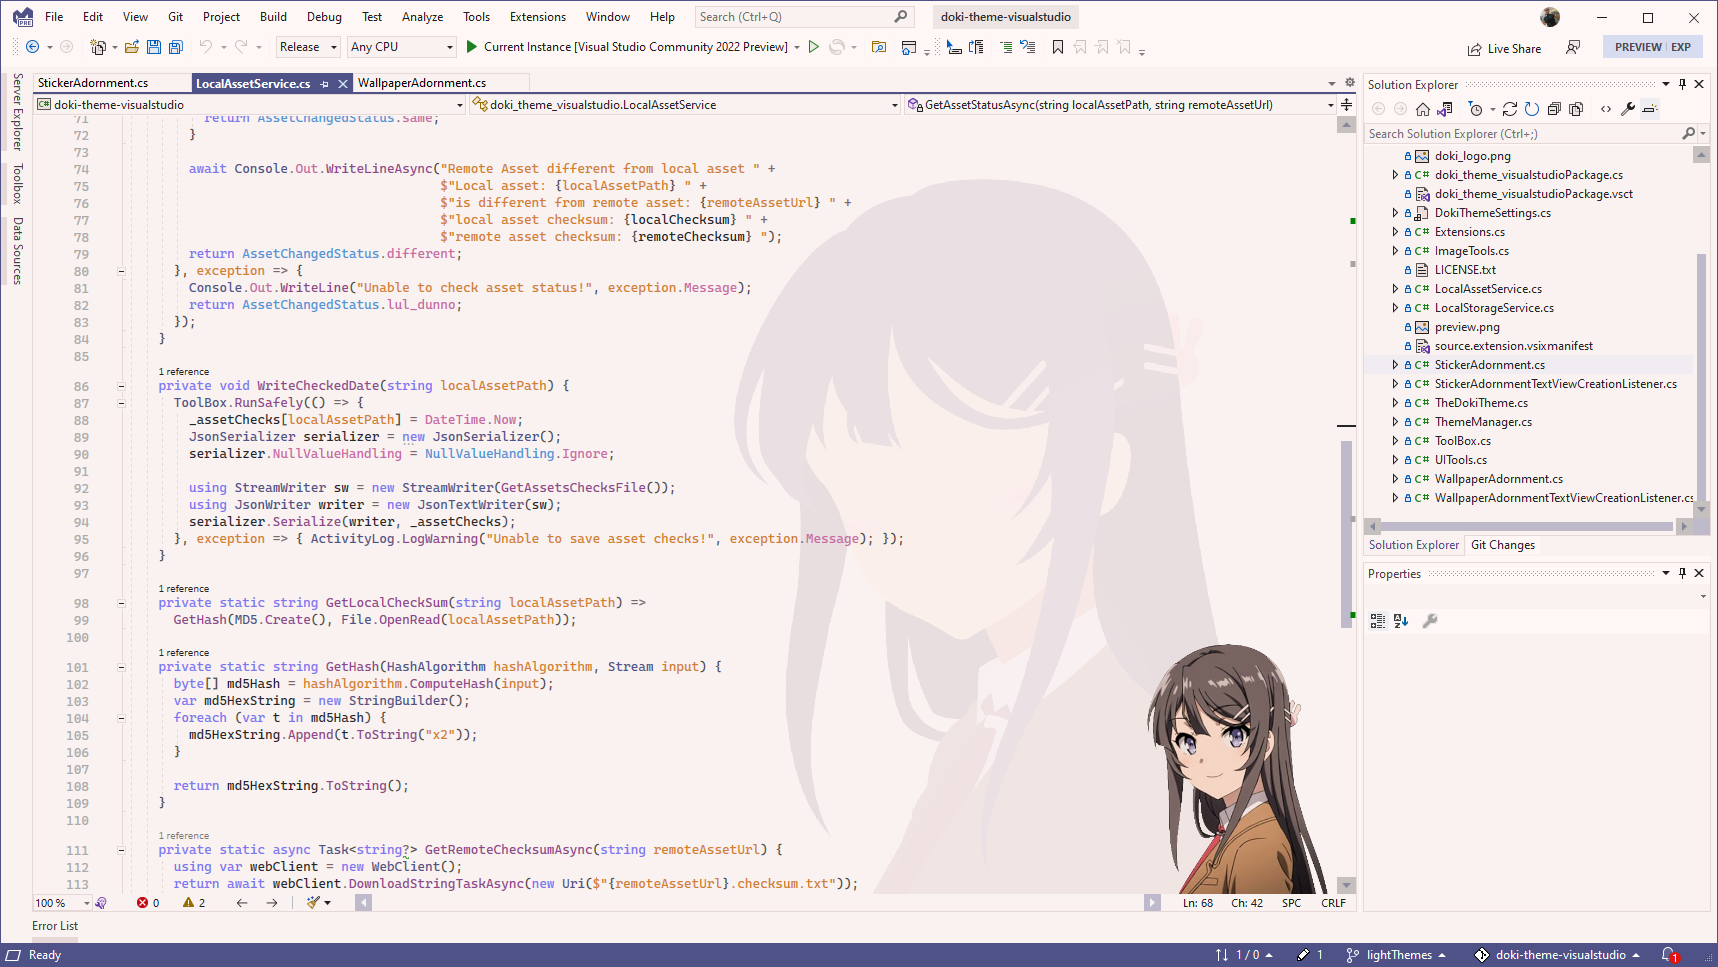 PRE File Edit View Git Project Build Debug Test Analyze Tools Extensions Window Help Search (Ctrl+Q) doki-theme-visualstudio
Release Any CPU Current Instance [Visual Studio Community 2022 Preview] Live Share PREVIEW EXP
Server Explorer
Toolbox
Data Sources
StickerAdornment.cs LocalAssetService.cs WallpaperAdornment.cs
C# doki-theme-visualstudio doki_theme_visualstudio.LocalAssetService GetAssetStatusAsync(string localAssetPath, string remoteAssetUrl)
71 return AssetChangedStatus.same;
72 }
73
74 await Console.Out.WriteLineAsync("Remote Asset different from local asset " +
75 $"Local asset: {localAssetPath} " +
76 $"is different from remote asset: {remoteAssetUrl} " +
77 $"local asset checksum: {localChecksum} " +
78 $"remote asset checksum: {remoteChecksum} ");
79 return AssetChangedStatus.different;
80 }, exception => {
81 Console.Out.WriteLine("Unable to check asset status!", exception.Message);
82 return AssetChangedStatus.lul_dunno;
83 });
84 }
85
1 reference
86 private void WriteCheckedDate(string localAssetPath) {
87 ToolBox.RunSafely(() => {
88 _assetChecks[localAssetPath] = DateTime.Now;
89 JsonSerializer serializer = new JsonSerializer();
90 serializer.NullValueHandling = NullValueHandling.Ignore;
91
92 using StreamWriter sw = new StreamWriter(GetAssetsChecksFile());
93 using JsonWriter writer = new JsonTextWriter(sw);
94 serializer.Serialize(writer, _assetChecks);
95 }, exception => { ActivityLog.LogWarning("Unable to save asset checks!", exception.Message); });
96 }
97
1 reference
98 private static string GetLocalCheckSum(string localAssetPath) =>
99 GetHash(MD5.Create(), File.OpenRead(localAssetPath));
100
1 reference
101 private static string GetHash(HashAlgorithm hashAlgorithm, Stream input) {
102 byte[] md5Hash = hashAlgorithm.ComputeHash(input);
103 var md5HexString = new StringBuilder();
104 foreach (var t in md5Hash) {
105 md5HexString.Append(t.ToString("x2"));
106 }
107
108 return md5HexString.ToString();
109 }
110
1 reference
111 private static async Task<string?> GetRemoteChecksumAsync(string remoteAssetUrl) {
112 using var webClient = new WebClient();
113 return await webClient.DownloadStringTaskAsync(new Uri($"{remoteAssetUrl}.checksum.txt"));
100 % 0 2 Ln: 68 Ch: 42 SPC CRLF
Solution Explorer
Search Solution Explorer (Ctrl+;)
doki_logo.png
C# doki_theme_visualstudioPackage.cs
doki_theme_visualstudioPackage.vsct
DokiThemeSettings.cs
C# Extensions.cs
C# ImageTools.cs
LICENSE.txt
C# LocalAssetService.cs
C# LocalStorageService.cs
preview.png
source.extension.vsixmanifest
C# StickerAdornment.cs
C# StickerAdornmentTextViewCreationListener.cs
C# TheDokiTheme.cs
C# ThemeManager.cs
C# ToolBox.cs
C# UITools.cs
C# WallpaperAdornment.cs
C# WallpaperAdornmentTextViewCreationListener.cs
Solution Explorer Git Changes
Properties
Error List
Ready 1 / 0 1 lightThemes doki-theme-visualstudio 1